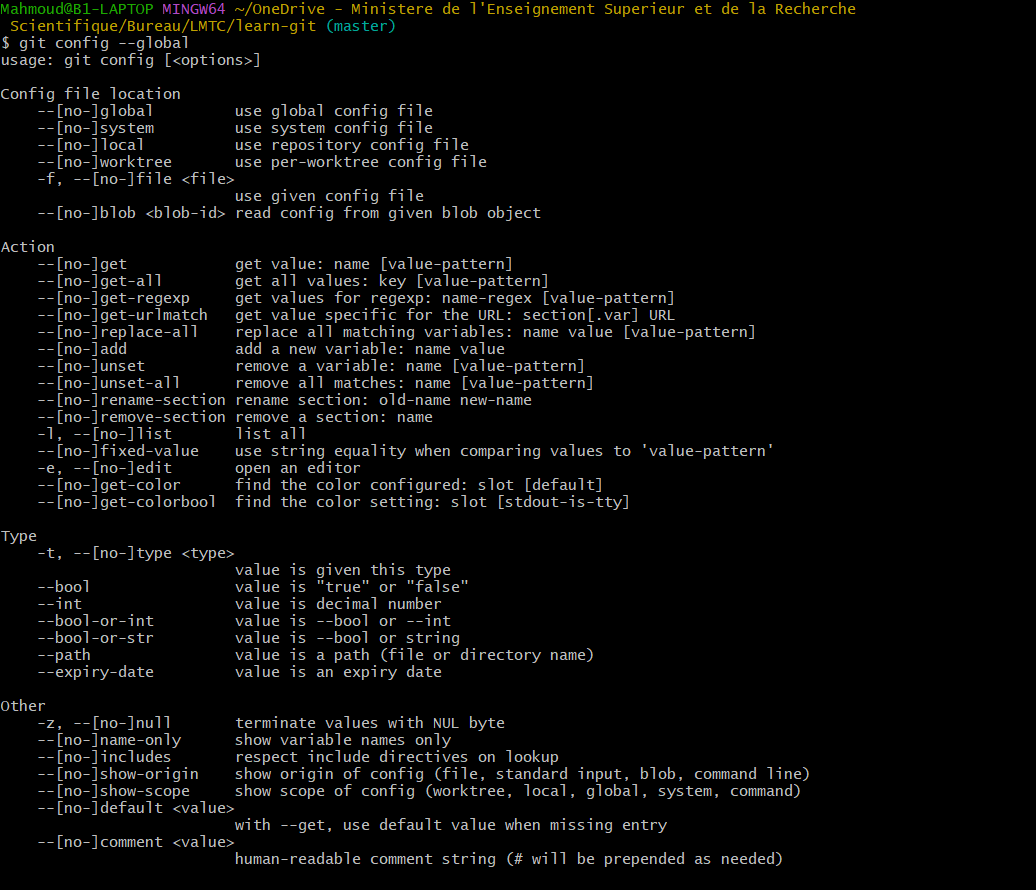 Mahmoud@B1-LAPTOP MINGW64 ~/OneDrive - Ministere de l'Enseignement Superieur et de la Recherche
Scientifique/Bureau/LMTC/learn-git (master)
$ git config --global
usage: git config [<options>]

Config file location
    --[no-]global         use global config file
    --[no-]system         use system config file
    --[no-]local          use repository config file
    --[no-]worktree       use per-worktree config file
    -f, --[no-]file <file>
                          use given config file
    --[no-]blob <blob-id> read config from given blob object

Action
    --[no-]get            get value: name [value-pattern]
    --[no-]get-all        get all values: key [value-pattern]
    --[no-]get-regexp     get values for regexp: name-regex [value-pattern]
    --[no-]get-urlmatch   get value specific for the URL: section[.var] URL
    --[no-]replace-all    replace all matching variables: name value [value-pattern]
    --[no-]add            add a new variable: name value
    --[no-]unset          remove a variable: name [value-pattern]
    --[no-]unset-all      remove all matches: name [value-pattern]
    --[no-]rename-section rename section: old-name new-name
    --[no-]remove-section remove a section: name
    -l, --[no-]list       list all
    --[no-]fixed-value    use string equality when comparing values to 'value-pattern'
    -e, --[no-]edit       open an editor
    --[no-]get-color      find the color configured: slot [default]
    --[no-]get-colorbool  find the color setting: slot [stdout-is-tty]

Type
    -t, --[no-]type <type>
                          value is given this type
    --bool                value is "true" or "false"
    --int                 value is decimal number
    --bool-or-int         value is --bool or --int
    --bool-or-str         value is --bool or string
    --path                value is a path (file or directory name)
    --expiry-date         value is an expiry date

Other
    -z, --[no-]null       terminate values with NUL byte
    --[no-]name-only      show variable names only
    --[no-]includes       respect include directives on lookup
    --[no-]show-origin    show origin of config (file, standard input, blob, command line)
    --[no-]show-scope     show scope of config (worktree, local, global, system, command)
    --[no-]default <value>
                          with --get, use default value when missing entry
    --[no-]comment <value>
                          human-readable comment string (# will be prepended as needed)